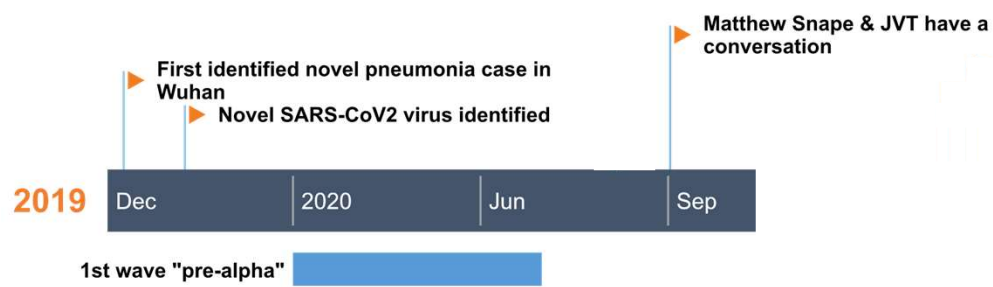 Matthew Snape & JVT have a
conversation
First identified novel pneumonia case in
Wuhan
Novel SARS-CoV2 virus identified
2019 Dec 2020 Jun Sep
1st wave "pre-alpha"